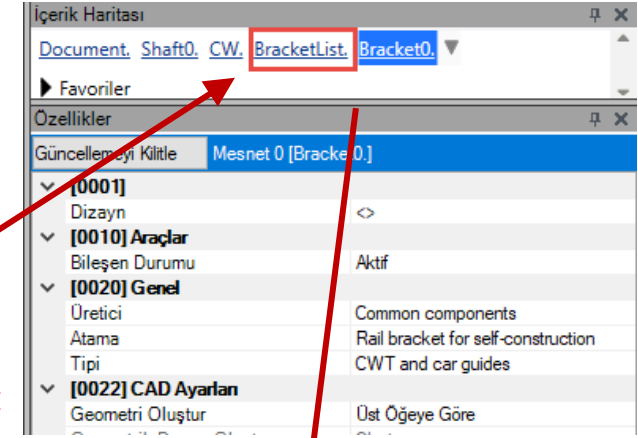 İçerik Haritası
Document. Shaft0. CW. BracketList. Bracket0.
Favoriler
Özellikler
Güncellemeyi Kilitle Mesnet 0 [Bracket0.]
[0001]
Dizayn <>
[0010] Araçlar
Bileşen Durumu Aktif
[0020] Genel
Üretici Common components
Atama Rail bracket for self-construction
Tipi CWT and car guides
[0022] CAD Ayarları
Geometri Oluştur Üst Öğeye Göre